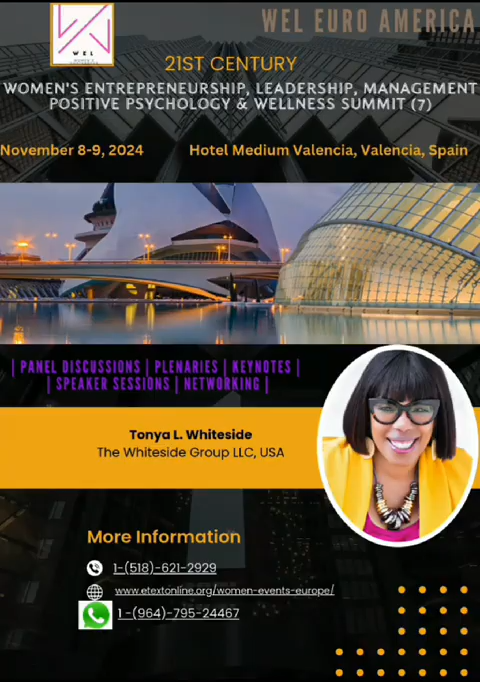 WEL EURO AMERICA
WEL
21ST CENTURY
WOMEN'S ENTREPRENEURSHIP, LEADERSHIP, MANAGEMENT
POSITIVE PSYCHOLOGY & WELLNESS SUMMIT (7)
November 8-9, 2024 Hotel Medium Valencia, Valencia, Spain
| PANEL DISCUSSIONS | PLENARIES | KEYNOTES |
| SPEAKER SESSIONS | NETWORKING |
Tonya L. Whiteside
The Whiteside Group LLC, USA
More Information
1-(518)-621-2929
www.etextonline.org/women-events-europe/
1 -(964)-795-24467